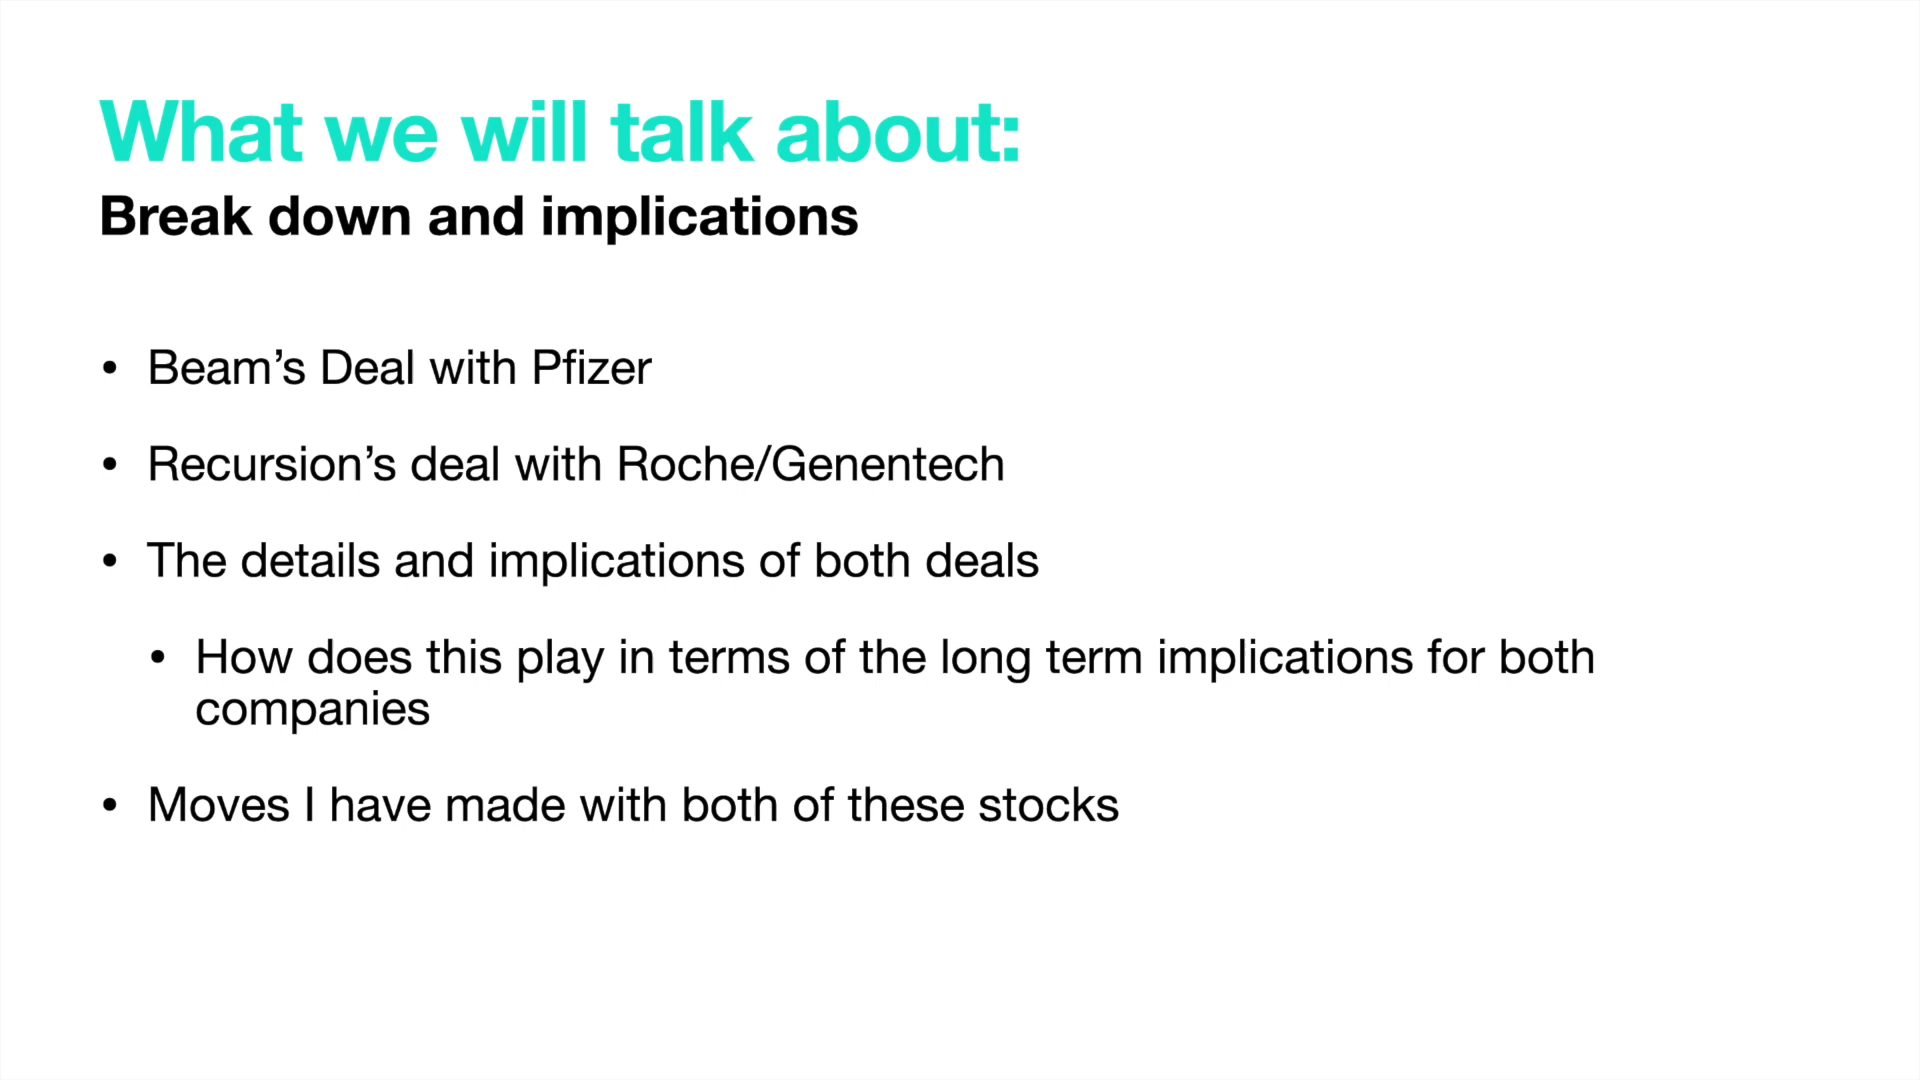 What we will talk about:
Break down and implications
• Beam’s Deal with Pfizer
• Recursion’s deal with Roche/Genentech
• The details and implications of both deals
• How does this play in terms of the long term implications for both
companies
• Moves I have made with both of these stocks